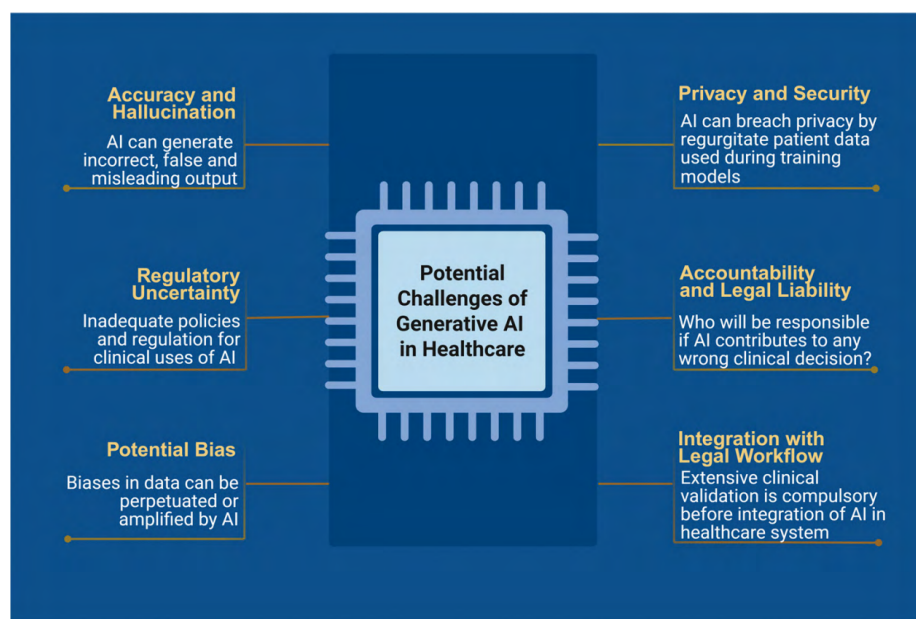 Accuracy and
Hallucination
AI can generate
incorrect, false and
misleading output
Regulatory
Uncertainty
Inadequate policies
and regulation for
clinical uses of AI
Potential Bias
Biases in data can be
perpetuated or
amplified by AI
Potential
Challenges of
Generative AI
in Healthcare
Privacy and Security
AI can breach privacy by
regurgitate patient data
used during training
models
Accountability
and Legal Liability
Who will be responsible
if AI contributes to any
wrong clinical decision?
Integration with
Legal Workflow
Extensive clinical
validation is compulsory
before integration of AI in
healthcare system